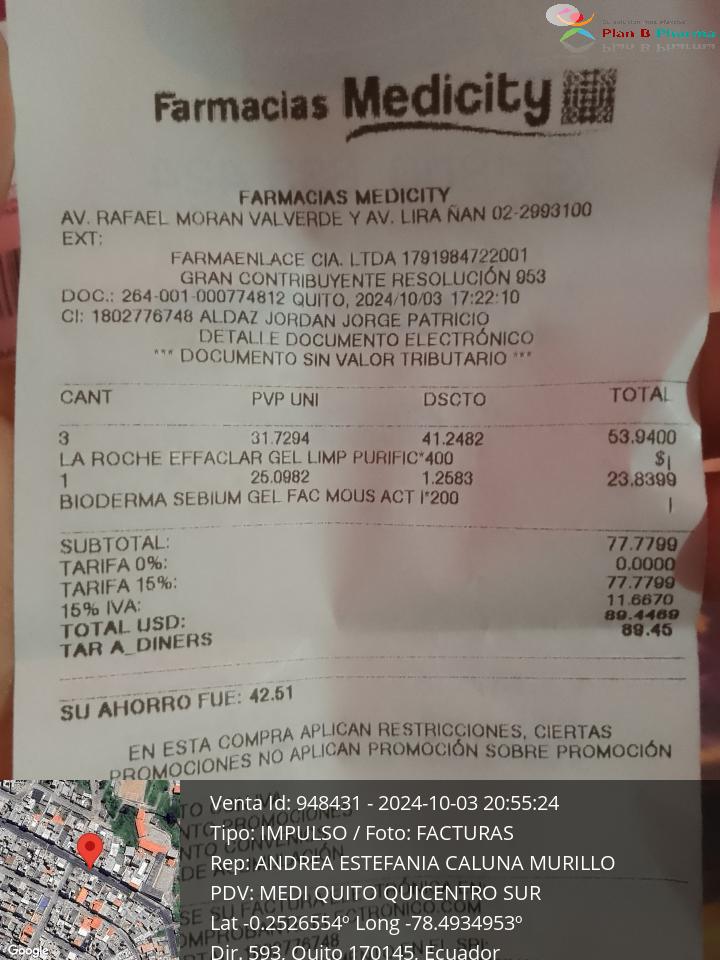 Plan B Pharma
Farmacias Medicity
FARMACIAS MEDICITY
AV. RAFAEL MORAN VALVERDE Y AV. LIRA ÑAN 02-2993100
EXT:
FARMAENLACE CIA. LTDA 1791984722001
GRAN CONTRIBUYENTE RESOLUCIÓN 953
DOC.: 264-001-000774812 QUITO, 2024/10/03 17:22:10
CI: 1802776748 ALDAZ JORDAN JORGE PATRICIO
DETALLE DOCUMENTO ELECTRÓNICO
*** DOCUMENTO SIN VALOR TRIBUTARIO ***
CANT PVP UNI DSCTO TOTAL
3 31.7294 41.2482 53.9400
LA ROCHE EFFACLAR GEL LIMP PURIFIC*400 $
1 25.0982 1.2583 23.8399
BIODERMA SEBIUM GEL FAC MOUS ACT I*200
SUBTOTAL: 77.7799
TARIFA 0%: 0.0000
TARIFA 15%: 77.7799
15% IVA: 11.6670
TOTAL USD: 89.4469
TAR A_DINERS 89.45
SU AHORRO FUE: 42.51
EN ESTA COMPRA APLICAN RESTRICCIONES, CIERTAS
PROMOCIONES NO APLICAN PROMOCIÓN SOBRE PROMOCIÓN
Venta Id: 948431 - 2024-10-03 20:55:24
Tipo: IMPULSO / Foto: FACTURAS
Rep: ANDREA ESTEFANIA CALUNA MURILLO
PDV: MEDI QUITO QUICENTRO SUR
Lat -0.2526554º Long -78.4934953º
Dir. 593, Quito 170145, Ecuador
Google